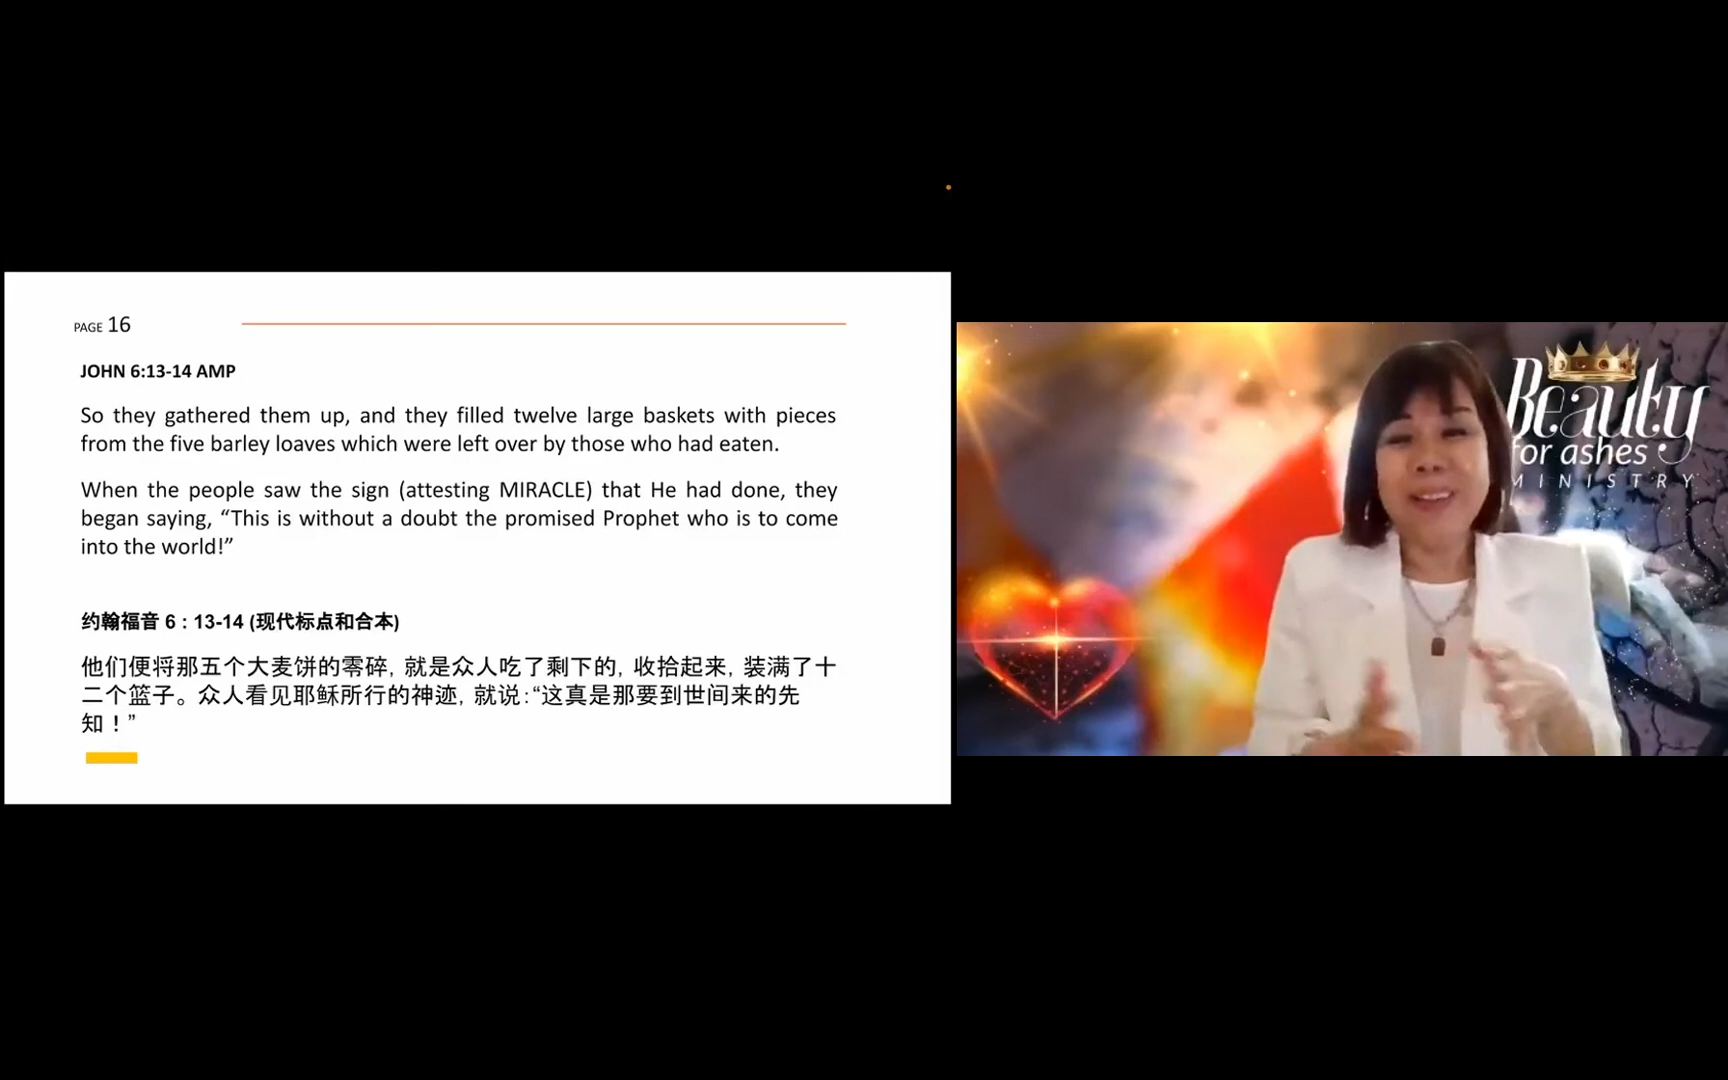 PAGE 16
JOHN 6:13-14 AMP
So they gathered them up, and they filled twelve large baskets with pieces
from the five barley loaves which were left over by those who had eaten.
When the people saw the sign (attesting MIRACLE) that He had done, they
began saying, “This is without a doubt the promised Prophet who is to come
into the world!”
约翰福音 6 : 13-14 (现代标点和合本)
他们便将那五个大麦饼的零碎, 就是众人吃了剩下的, 收拾起来, 装满了十
二个篮子。众人看见耶稣所行的神迹, 就说:“这真是那要到世间来的先
知！”
Beauty
for ashes
MINISTRY